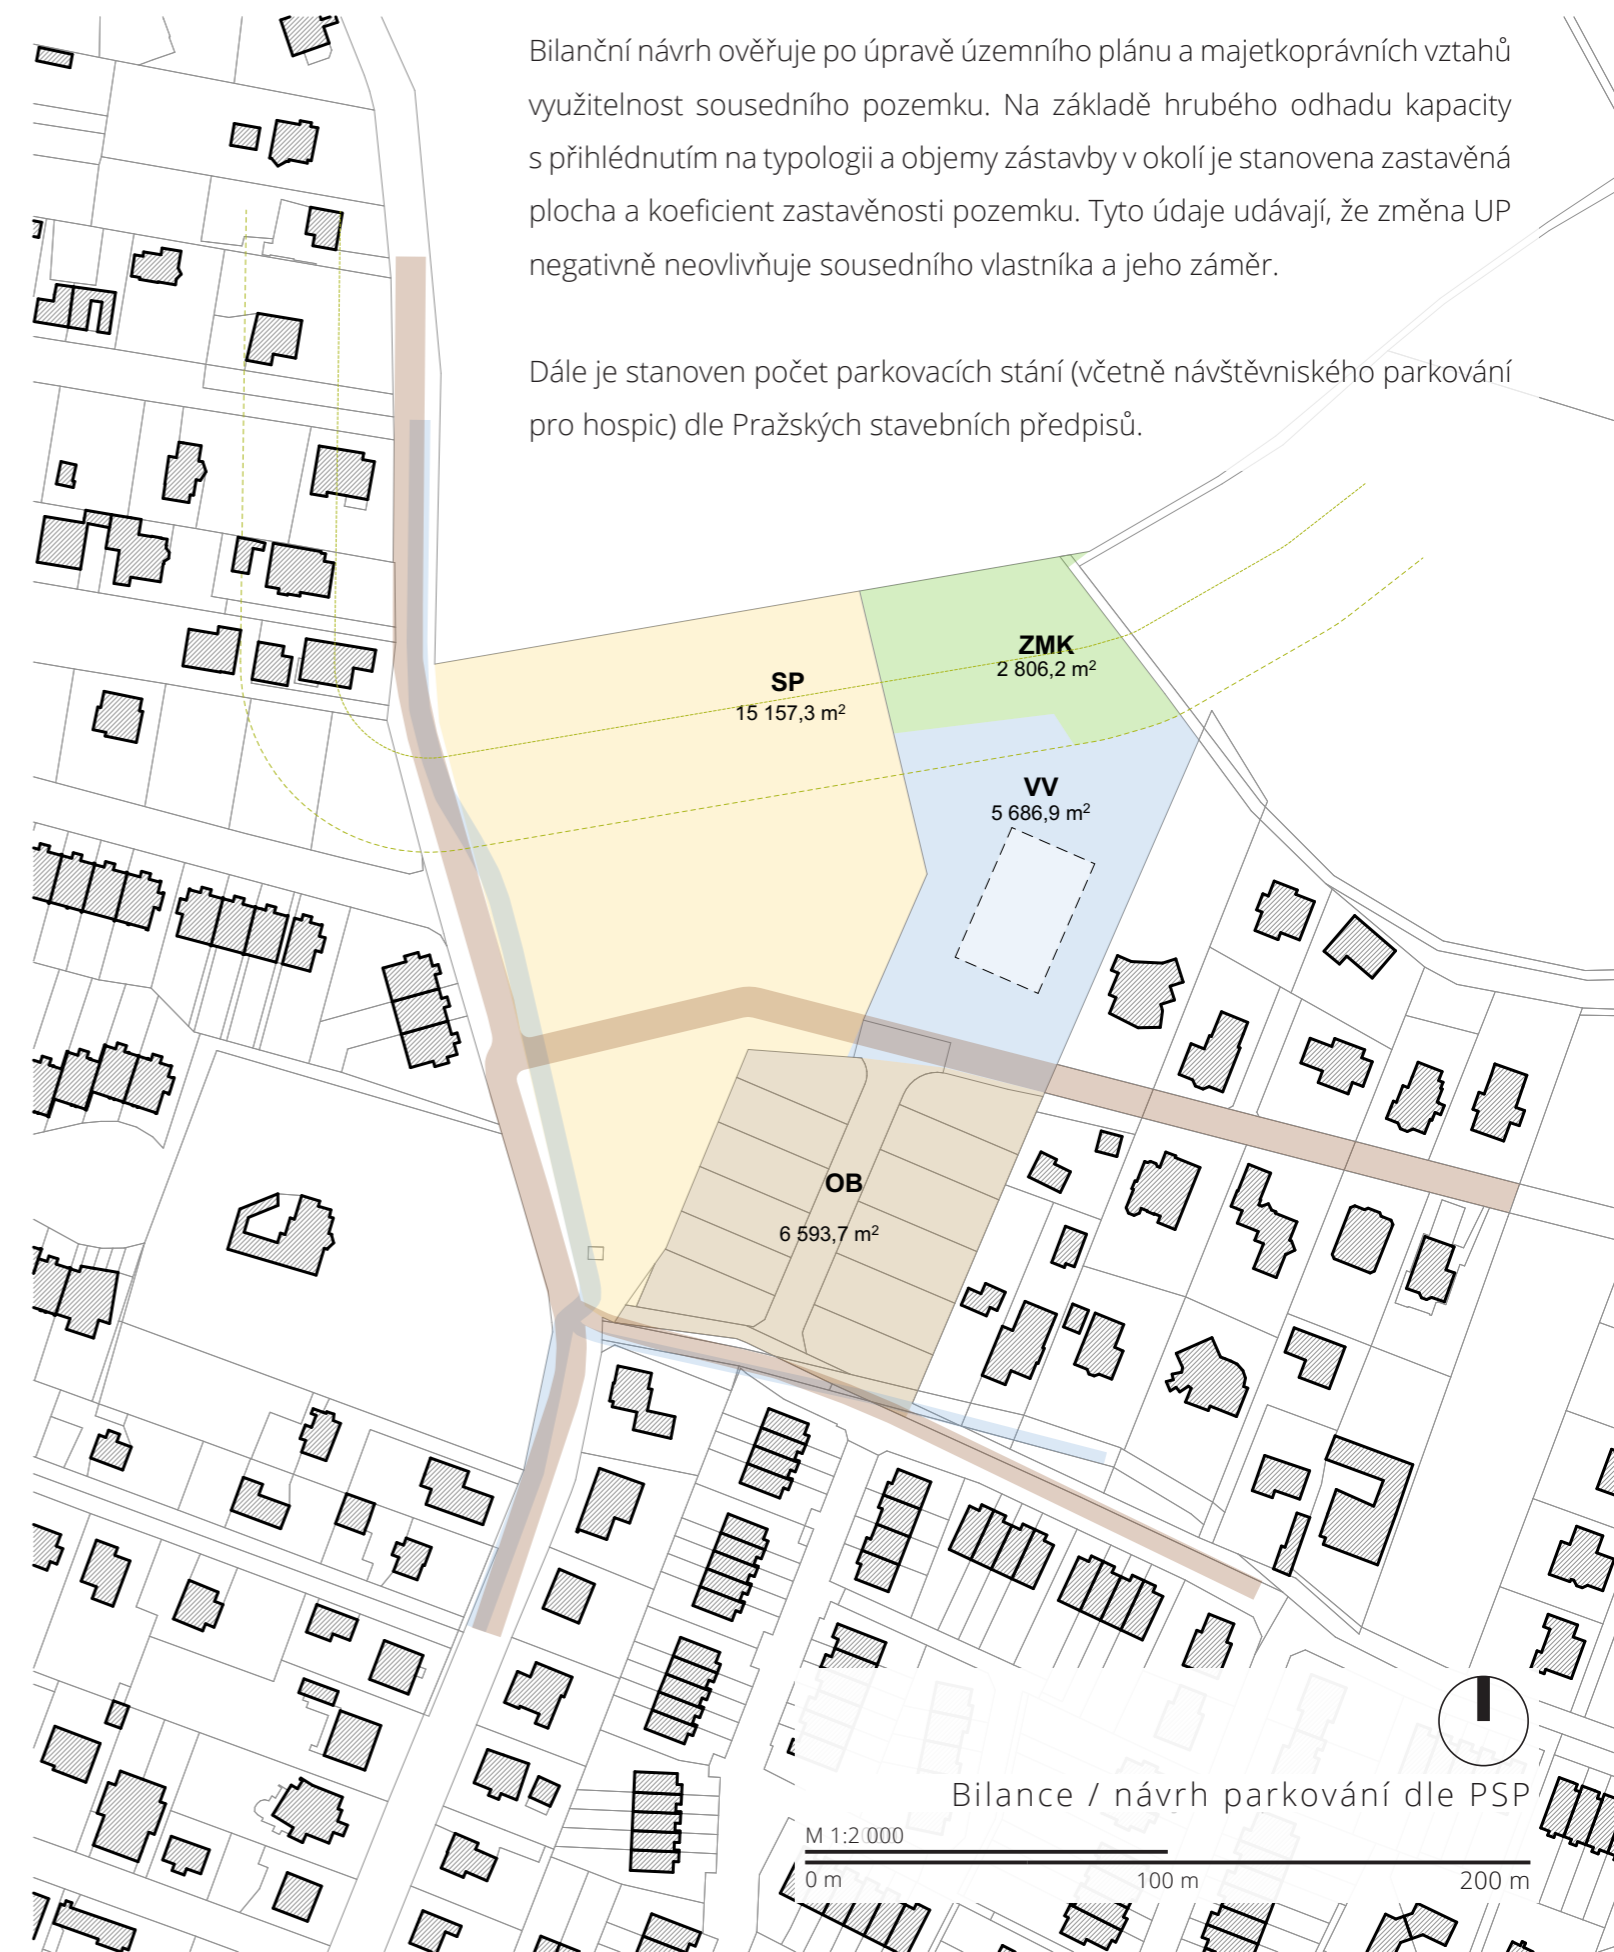 Bilanční návrh ověřuje po úpravě územního plánu a majetkoprávních vztahů
využitelnost sousedního pozemku. Na základě hrubého odhadu kapacity
s přihlédnutím na typologii a objemy zástavby v okolí je stanovena zastavěná
plocha a koeficient zastavěnosti pozemku. Tyto údaje udávají, že změna UP
negativně neovlivňuje sousedního vlastníka a jeho záměr.
Dále je stanoven počet parkovacích stání (včetně návštěvniského parkování
pro hospic) dle Pražských stavebních předpisů.
ZMK
2 806,2 m²
SP
15 157,3 m²
VV
5 686,9 m²
OB
6 593,7 m²
Bilance / návrh parkování dle PSP
M 1:2 000
0 m 100 m 200 m